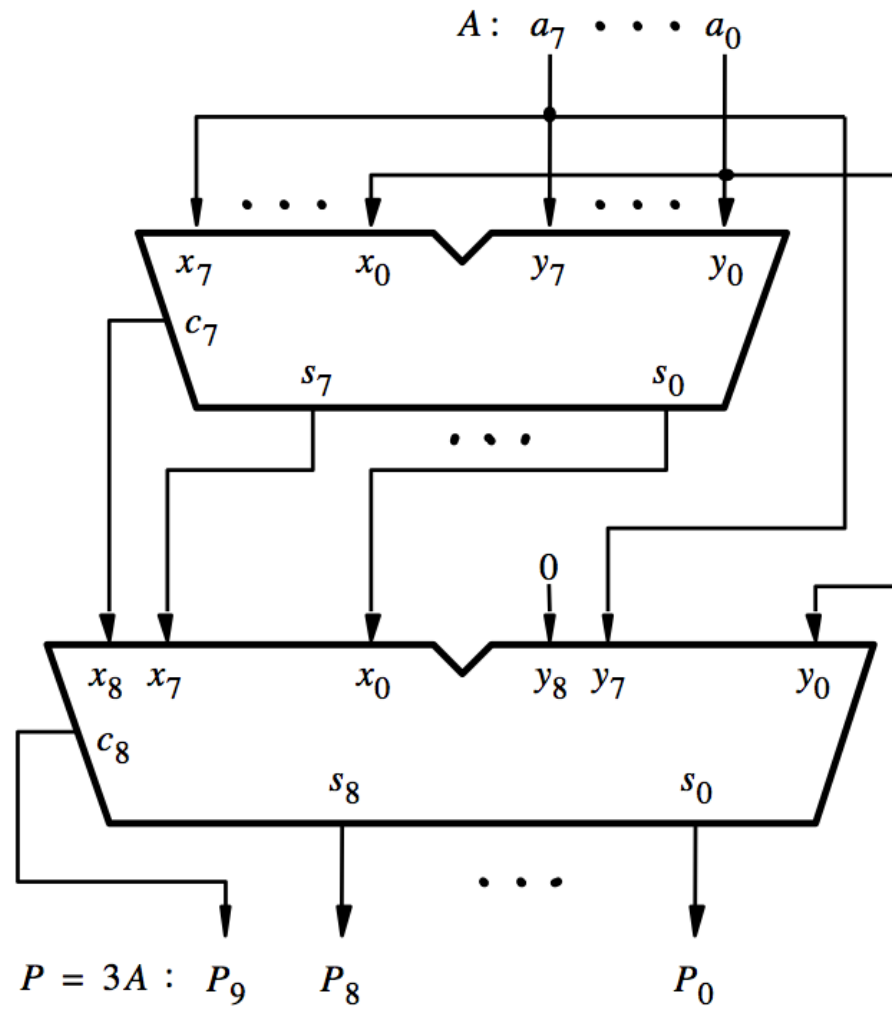 A : a7 • • • a0
• • • • • •
x7 x0 y7 y0
c7
s7 s0
• • •
0
x8 x7 x0 y8 y7 y0
c8
s8 s0
• • •
P = 3A : P9 P8 P0